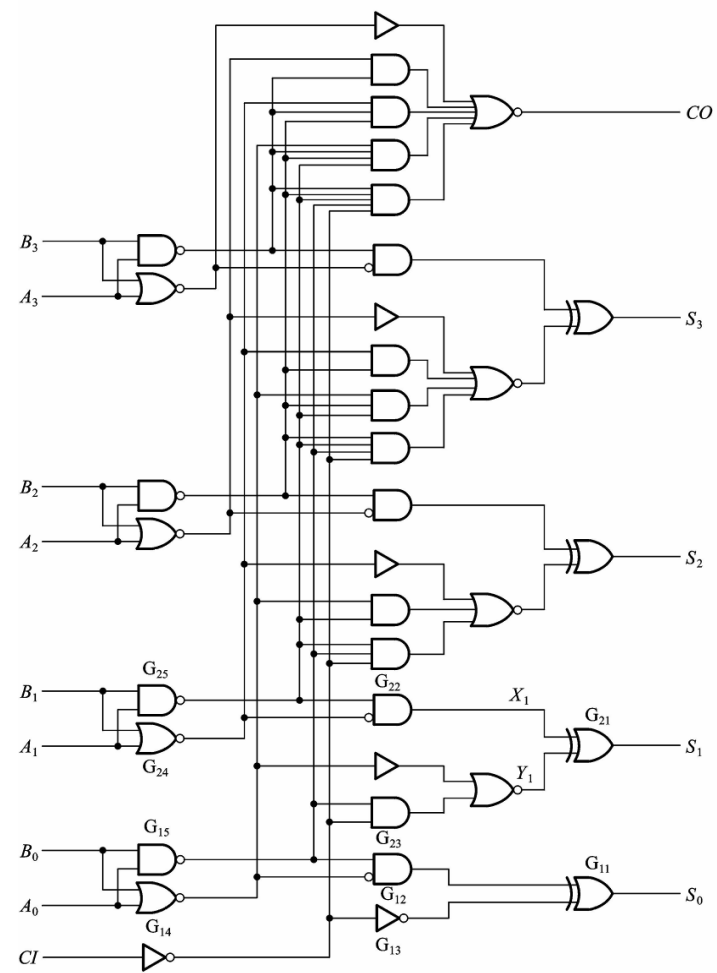 CO
B₃
A₃
S₃
B₂
A₂
S₂
G₂₅
G₂₂
B₁
X₁
G₂₁
A₁
S₁
G₂₄
Y₁
G₁₅
G₂₃
B₀
G₁₁
G₁₂
A₀
S₀
G₁₄
G₁₃
CI